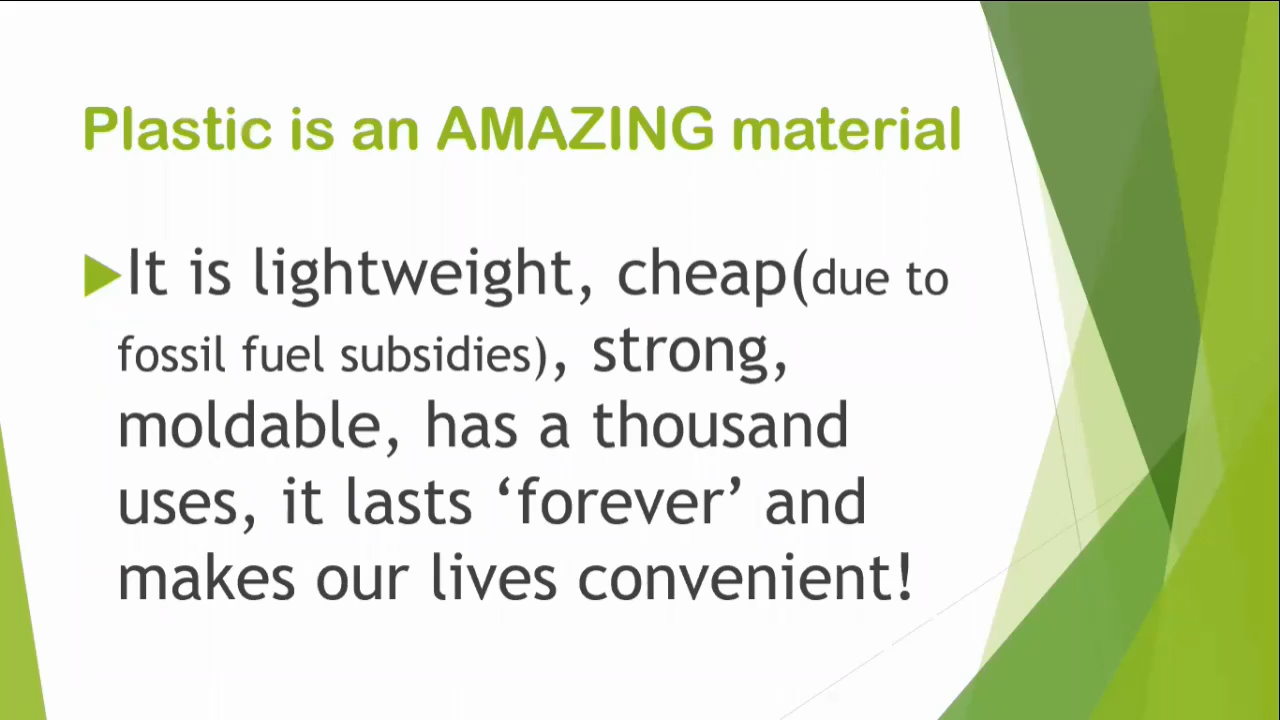 Plastic is an AMAZING material
It is lightweight, cheap(due to
fossil fuel subsidies), strong,
moldable, has a thousand
uses, it lasts ‘forever’ and
makes our lives convenient!